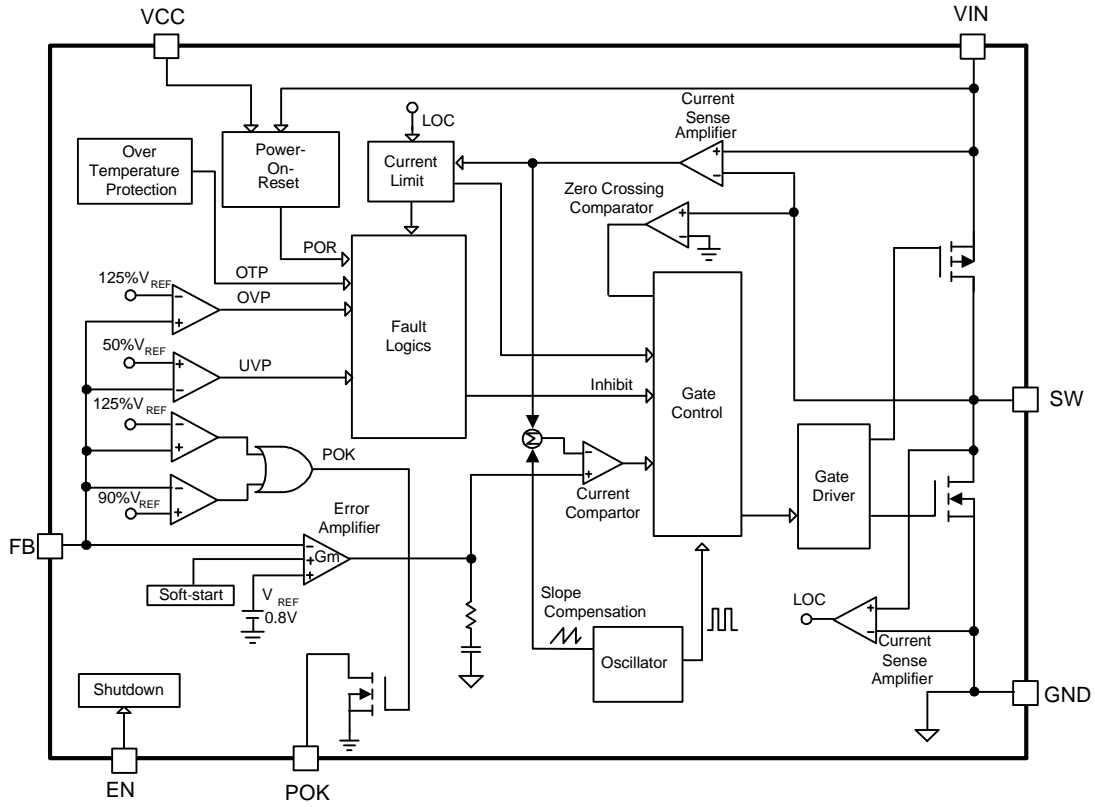 VCC
VIN
LOC
Current
Sense
Amplifier
Over
Temperature
Protection
Power-
On-
Reset
Current
Limit
+
−
Zero Crossing
Comparator
+
−
POR
OTP
OVP
125%VREF
−
+
Fault
Logics
50%VREF
+
−
UVP
Inhibit
Gate
Control
SW
125%VREF
−
+
POK
Σ
−
+
Current
Compartor
Gate
Driver
90%VREF
−
+
Error
Amplifier
FB
−
+
+
Gm
Soft-start
VREF
0.8V
Slope
Compensation
LOC
+
−
Current
Sense
Amplifier
Oscillator
Shutdown
GND
EN
POK